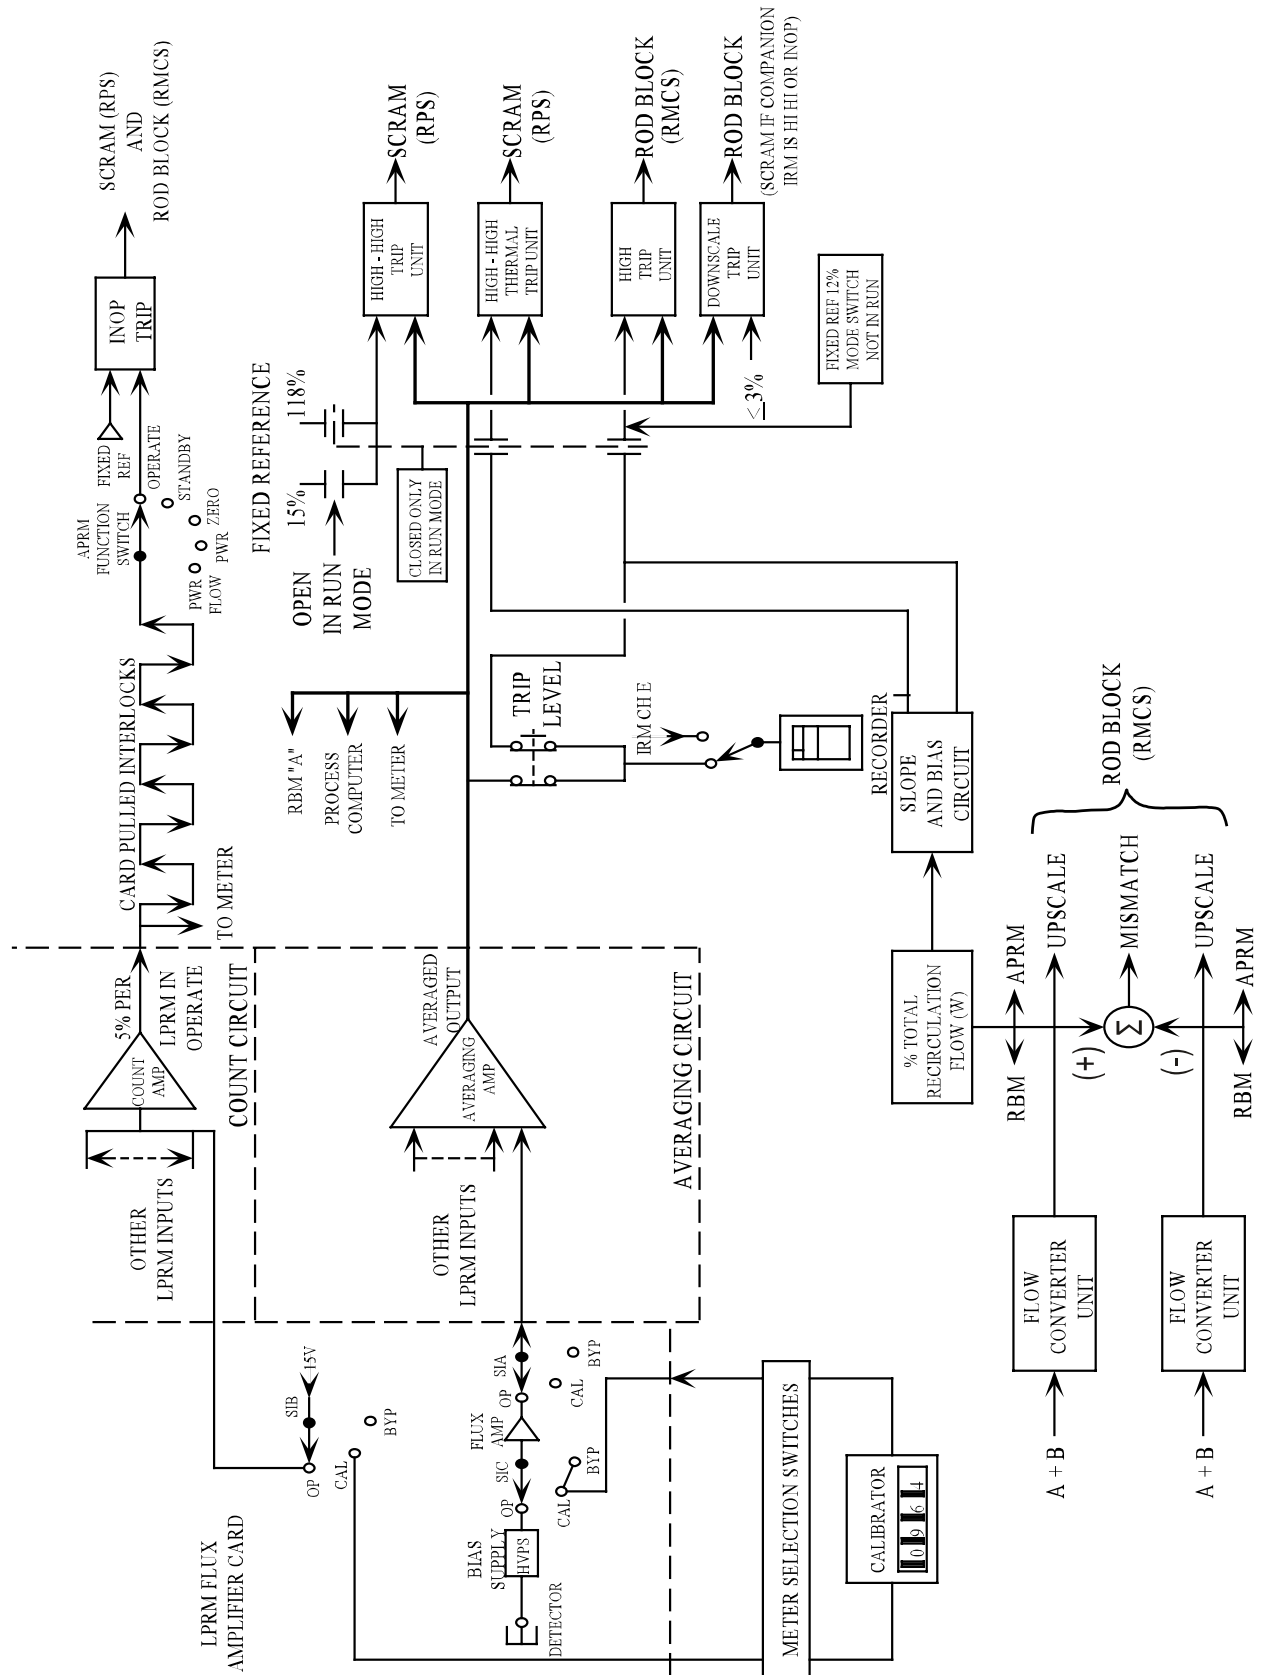 LPRM FLUX
AMPLIFIER CARD
SIB
-15V
OP
CAL
BYP
BIAS
SUPPLY
HVPS
DETECTOR
OP
SIC
FLUX
AMP
OP
SIA
CAL
BYP
CAL
BYP
METER SELECTION SWITCHES
CALIBRATOR
0 9 6 4
OTHER
LPRM INPUTS
COUNT
AMP
5% PER
LPRM IN
OPERATE
COUNT CIRCUIT
OTHER
LPRM INPUTS
AVERAGING
AMP
AVERAGED
OUTPUT
AVERAGING CIRCUIT
TO METER
CARD PULLED INTERLOCKS
APRM
FUNCTION
SWITCH
PWR
FLOW
PWR
ZERO
STANDBY
OPERATE
FIXED
REF
INOP
TRIP
SCRAM (RPS)
AND
ROD BLOCK (RMCS)
RBM "A"
PROCESS
COMPUTER
TO METER
OPEN
IN RUN
MODE
FIXED REFERENCE
15%
118%
CLOSED ONLY
IN RUN MODE
HIGH - HIGH
TRIP
UNIT
SCRAM
(RPS)
HIGH - HIGH
THERMAL
TRIP UNIT
SCRAM
(RPS)
HIGH
TRIP
UNIT
ROD BLOCK
(RMCS)
DOWNSCALE
TRIP
UNIT
ROD BLOCK
(SCRAM IF COMPANION
IRM IS HI HI OR INOP)
< 3%
FIXED REF 12%
MODE SWITCH
NOT IN RUN
TRIP
LEVEL
IRM CH E
RECORDER
SLOPE
AND BIAS
CIRCUIT
% TOTAL
RECIRCULATION
FLOW (W)
RBM
APRM
UPSCALE
(+)
Σ
MISMATCH
(-)
UPSCALE
RBM
APRM
ROD BLOCK
(RMCS)
FLOW
CONVERTER
UNIT
A + B
FLOW
CONVERTER
UNIT
A + B